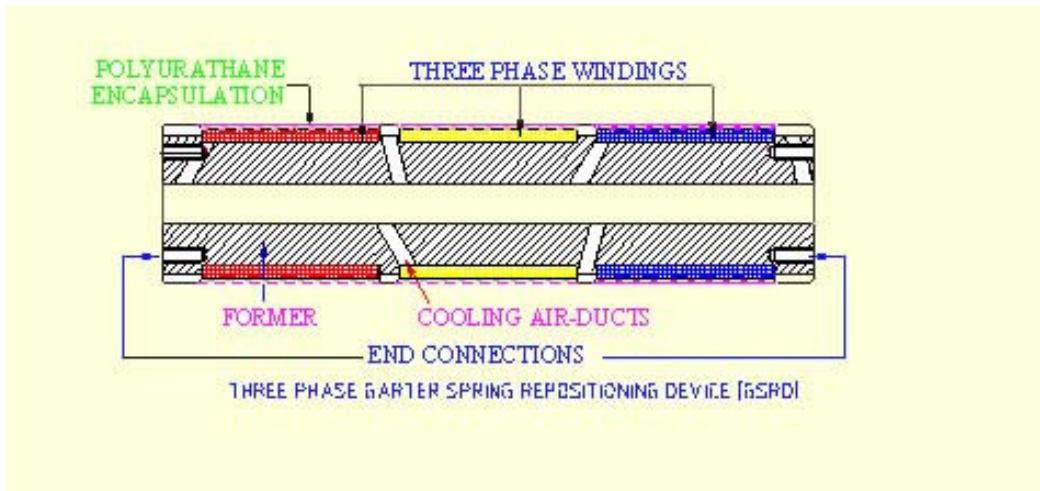 POLYURATHANE
ENCAPSULATION
THREE PHASE WINDINGS
FORMER
COOLING AIR-DUCTS
END CONNECTIONS
THREE PHASE GARTER SPRING REPOSITIONING DEVICE [GSRD]